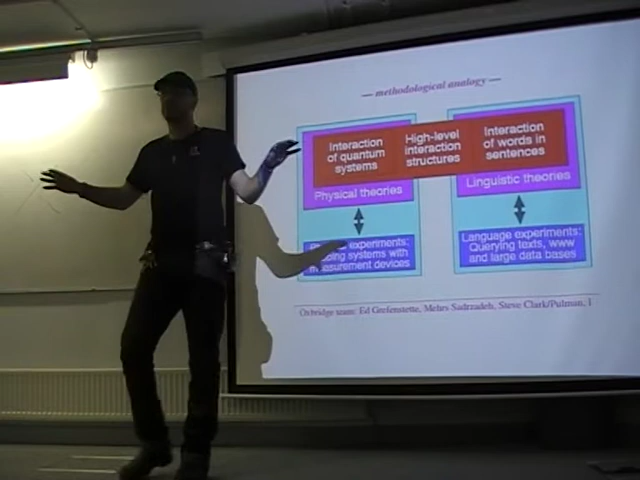 — methodological analogy —
Interaction
of quantum
systems
High-level
interaction
structures
Interaction
of words in
sentences
Physical theories
Linguistic theories
experiments:
systems with
measurement devices
Language experiments:
Querying texts, www
and large data bases
Oxbridge team: Ed Grefenstette, Mehrs Sadrzadeh, Steve Clark/Pulman, I